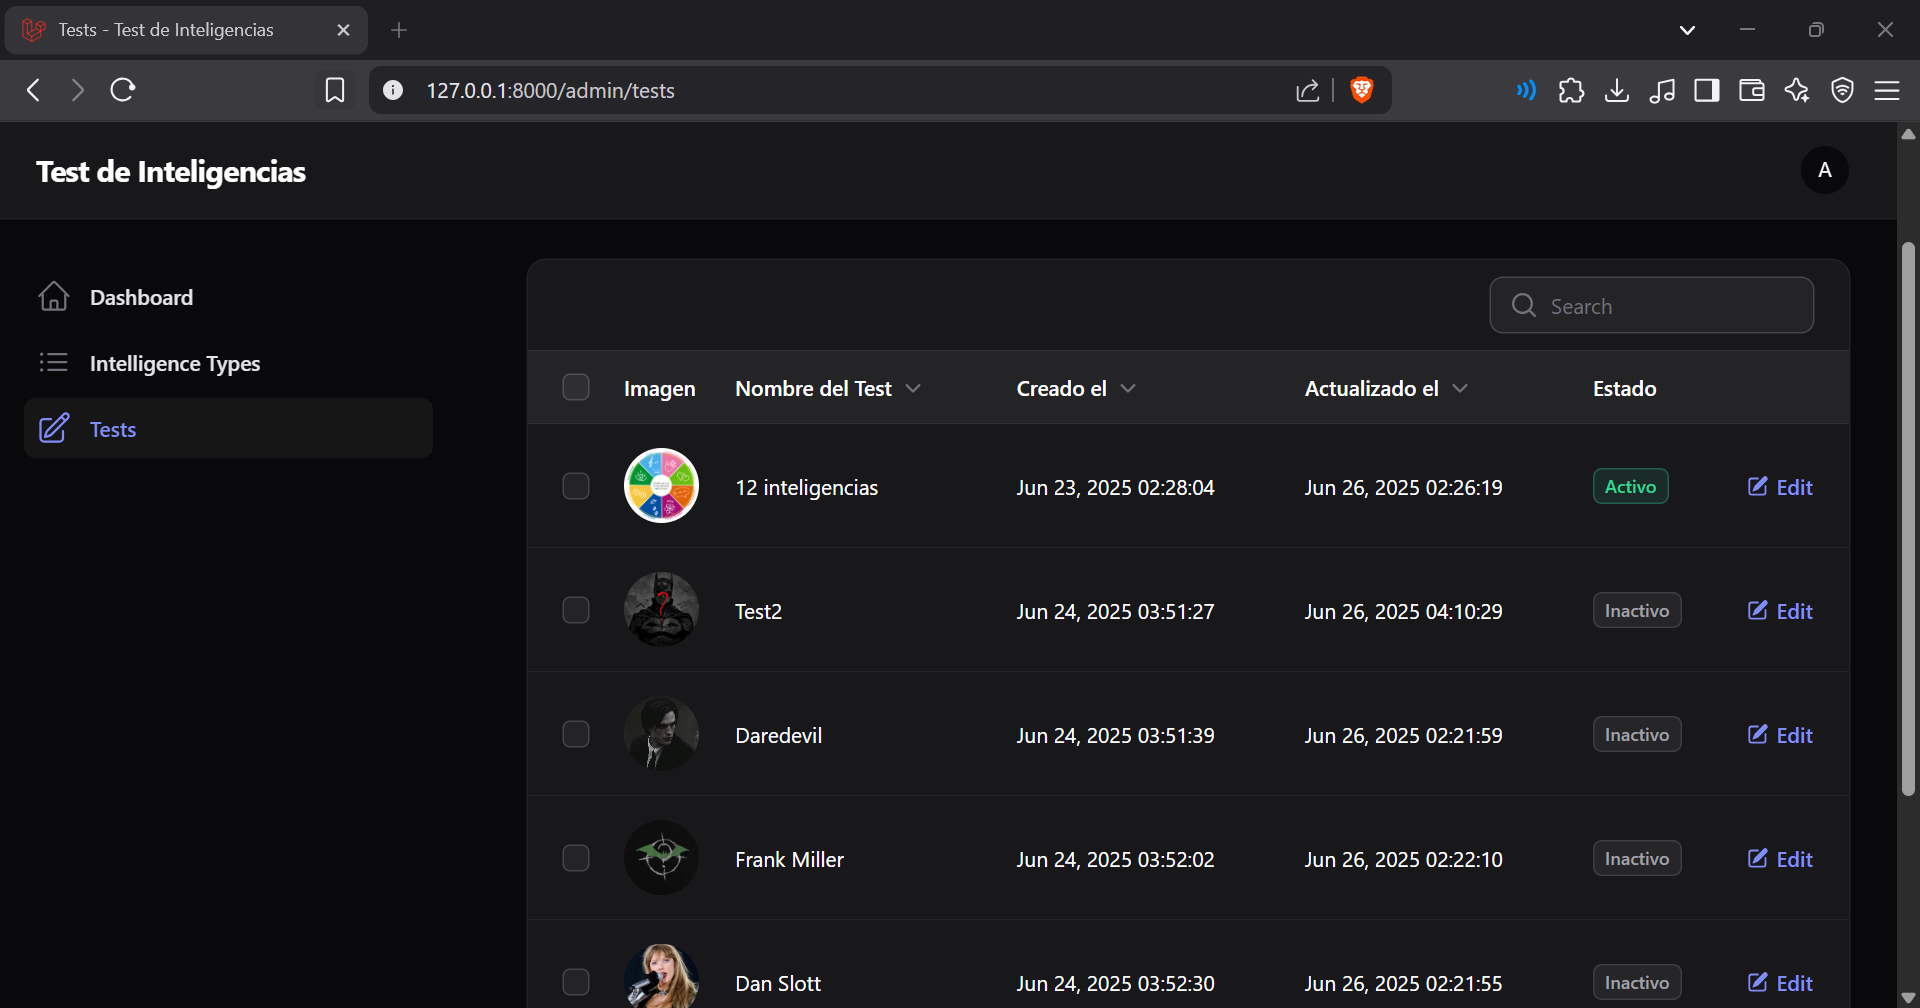 Tests - Test de Inteligencias
127.0.0.1:8000/admin/tests
Test de Inteligencias
A
Dashboard
Intelligence Types
Tests
Search
Imagen Nombre del Test Creado el Actualizado el Estado
12 inteligencias Jun 23, 2025 02:28:04 Jun 26, 2025 02:26:19 Activo Edit
Test2 Jun 24, 2025 03:51:27 Jun 26, 2025 04:10:29 Inactivo Edit
Daredevil Jun 24, 2025 03:51:39 Jun 26, 2025 02:21:59 Inactivo Edit
Frank Miller Jun 24, 2025 03:52:02 Jun 26, 2025 02:22:10 Inactivo Edit
Dan Slott Jun 24, 2025 03:52:30 Jun 26, 2025 02:21:55 Inactivo Edit